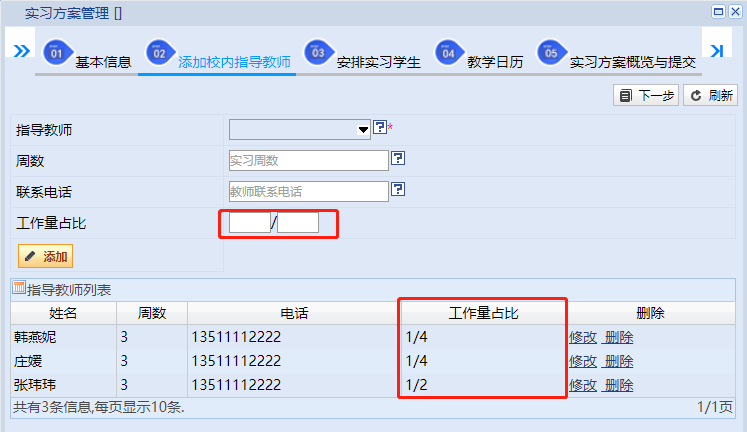 实习方案管理 []
01 基本信息 02 添加校内指导教师 03 安排实习学生 04 教学日历 05 实习方案概览与提交
下一步 刷新
指导教师 *
周数 实习周数
联系电话 教师联系电话
工作量占比 /
添加
指导教师列表
姓名 周数 电话 工作量占比 删除
韩燕妮 3 13511112222 1/4 修改 删除
庄媛 3 13511112222 1/4 修改 删除
张玮玮 3 13511112222 1/2 修改 删除
共有3条信息,每页显示10条. 1/1页